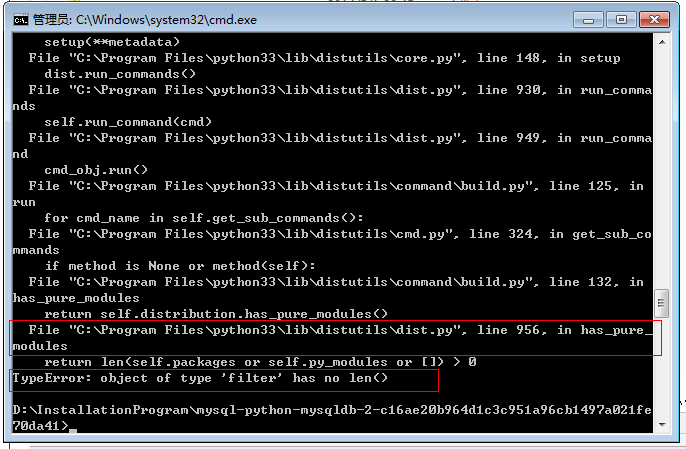 管理员: C:\Windows\system32\cmd.exe
setup(**metadata)
File "C:\Program Files\python33\lib\distutils\core.py", line 148, in setup
dist.run_commands()
File "C:\Program Files\python33\lib\distutils\dist.py", line 930, in run_comma
nds
self.run_command(cmd)
File "C:\Program Files\python33\lib\distutils\dist.py", line 949, in run_comma
nd
cmd_obj.run()
File "C:\Program Files\python33\lib\distutils\command\build.py", line 125, in
run
for cmd_name in self.get_sub_commands():
File "C:\Program Files\python33\lib\distutils\cmd.py", line 324, in get_sub_co
mmands
if method is None or method(self):
File "C:\Program Files\python33\lib\distutils\command\build.py", line 132, in
has_pure_modules
return self.distribution.has_pure_modules()
File "C:\Program Files\python33\lib\distutils\dist.py", line 956, in has_pure_
modules
return len(self.packages or self.py_modules or []) > 0
TypeError: object of type 'filter' has no len()
D:\InstallationProgram\mysql-python-mysqldb-2-c16ae20b964d1c3c951a96cb1497a021fe
70da41>